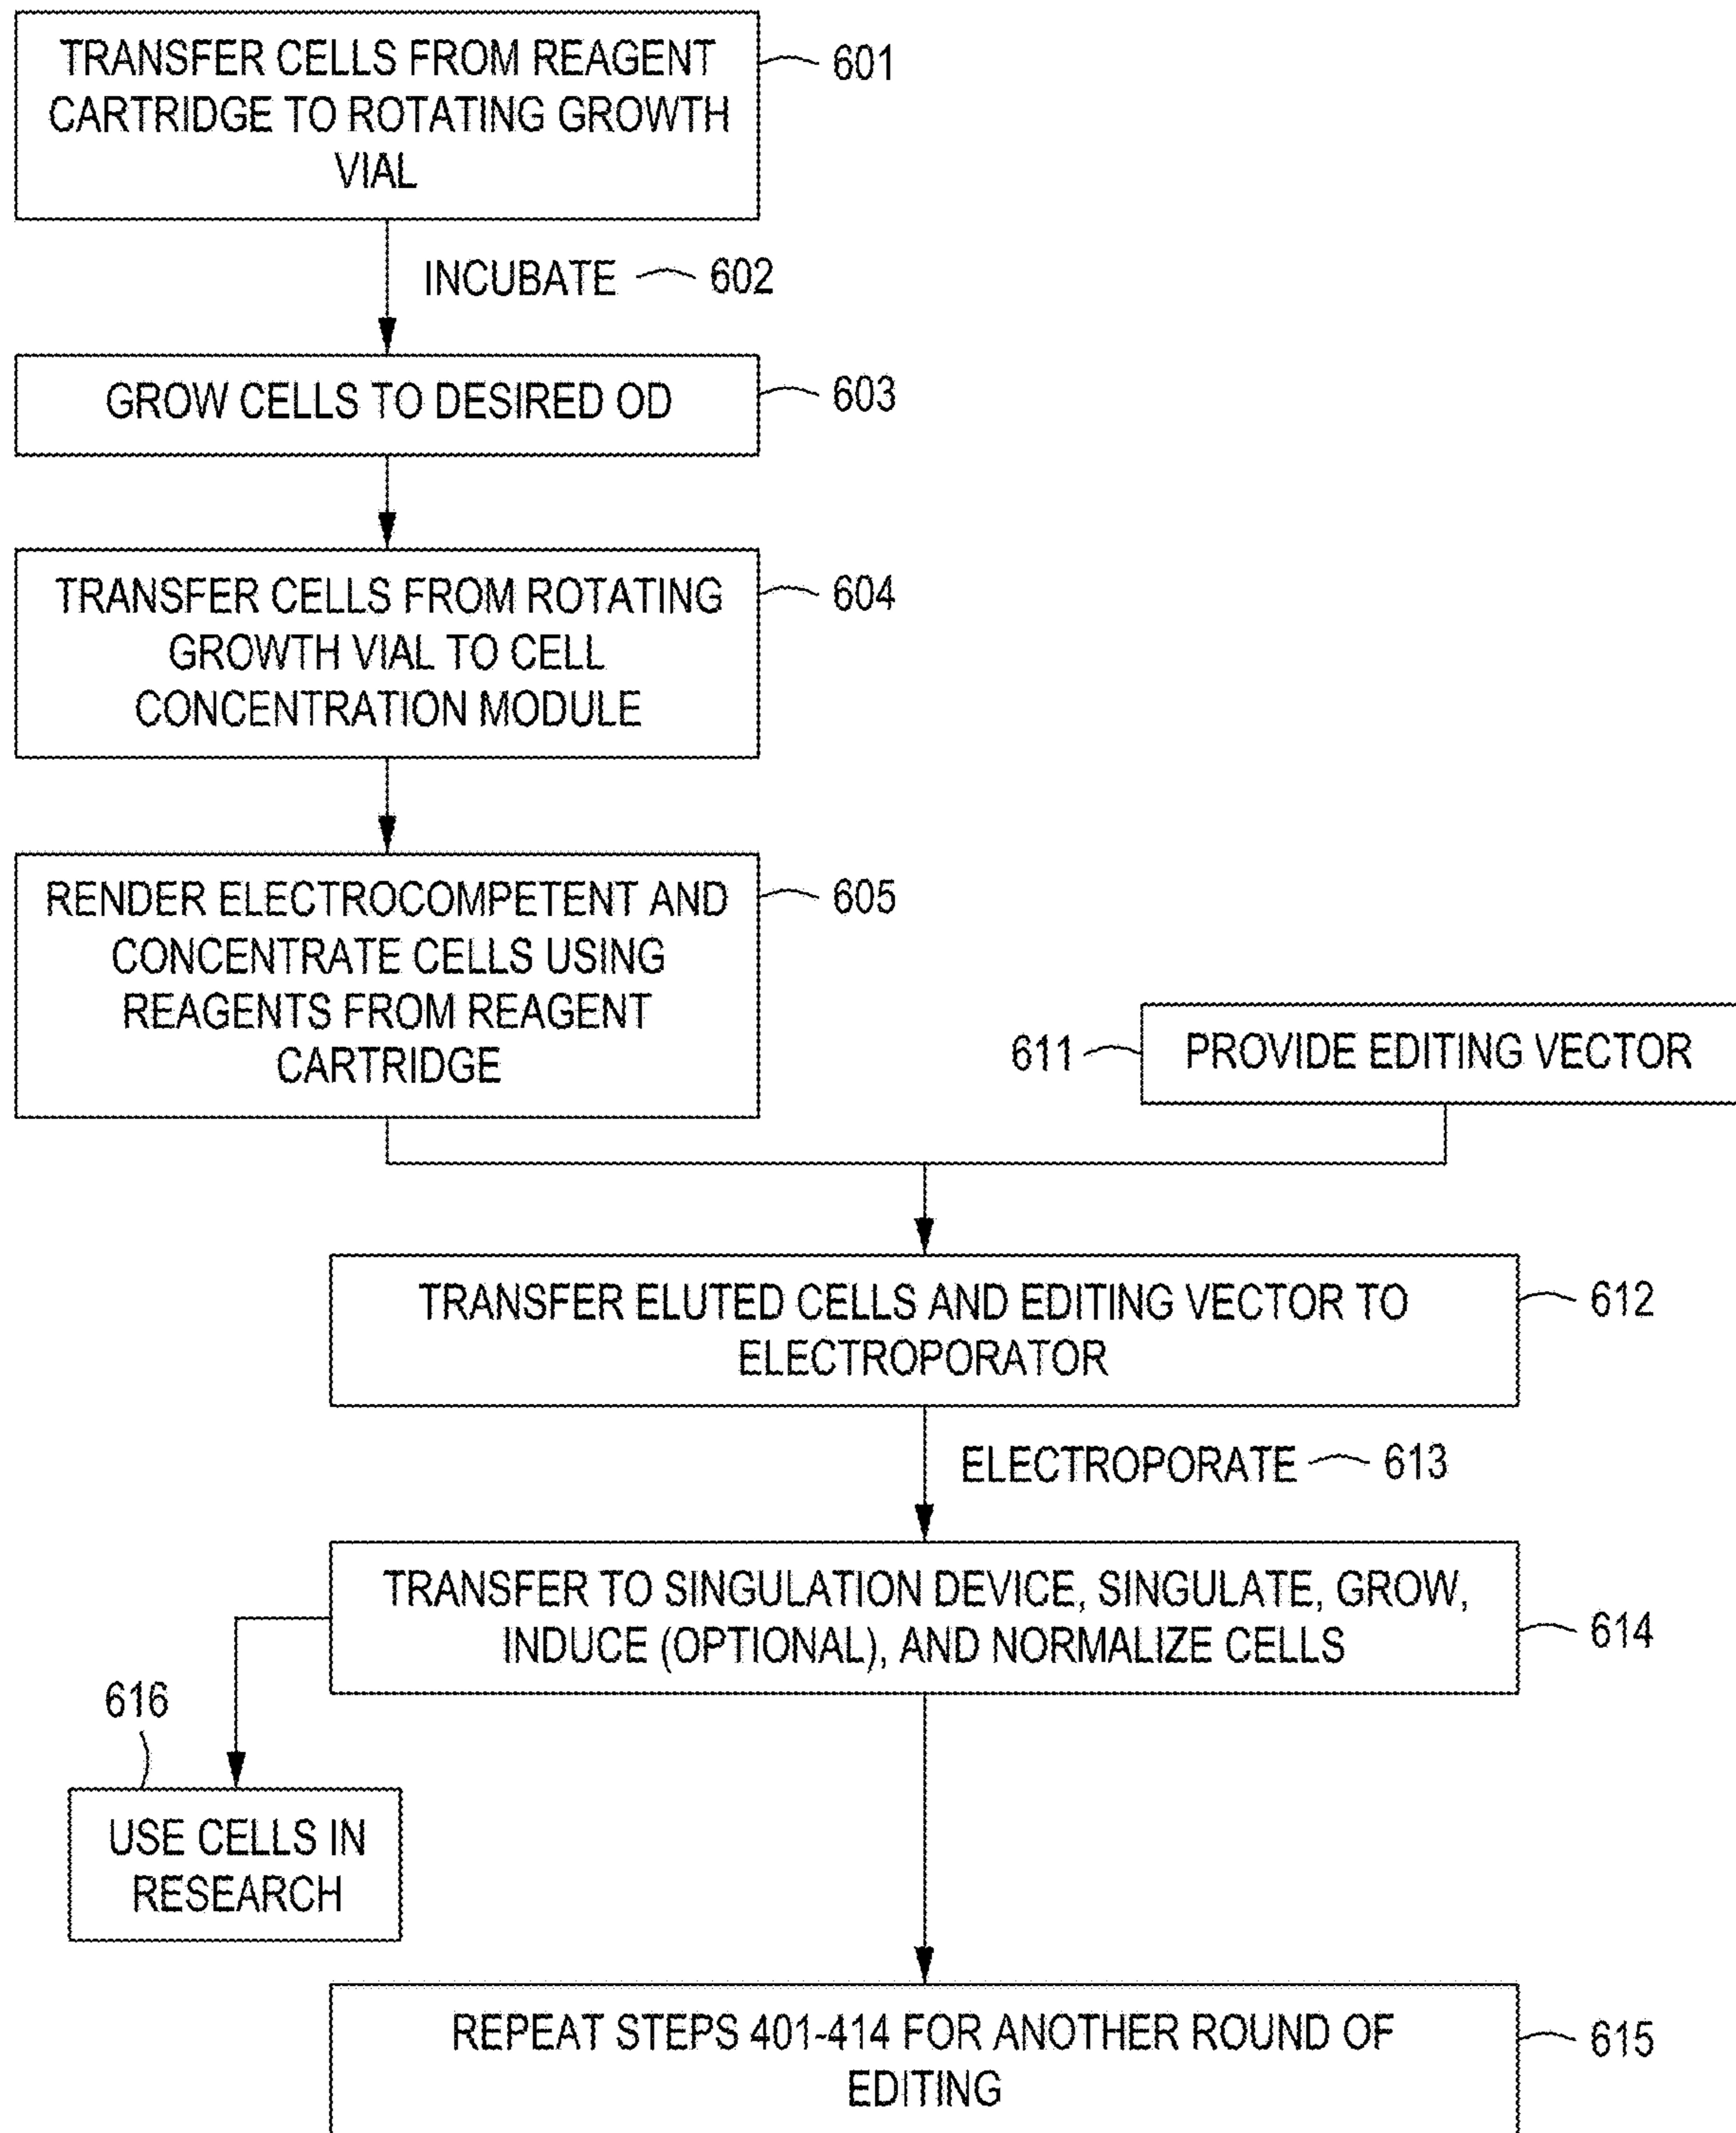 TRANSFER CELLS FROM REAGENT
CARTRIDGE TO ROTATING GROWTH
VIAL
601
INCUBATE 602
GROW CELLS TO DESIRED OD
603
TRANSFER CELLS FROM ROTATING
GROWTH VIAL TO CELL
CONCENTRATION MODULE
604
RENDER ELECTROCOMPETENT AND
CONCENTRATE CELLS USING
REAGENTS FROM REAGENT
CARTRIDGE
605
611
PROVIDE EDITING VECTOR
TRANSFER ELUTED CELLS AND EDITING VECTOR TO
ELECTROPORATOR
612
ELECTROPORATE 613
TRANSFER TO SINGULATION DEVICE, SINGULATE, GROW,
INDUCE (OPTIONAL), AND NORMALIZE CELLS
614
616
USE CELLS IN
RESEARCH
REPEAT STEPS 401-414 FOR ANOTHER ROUND OF
EDITING
615